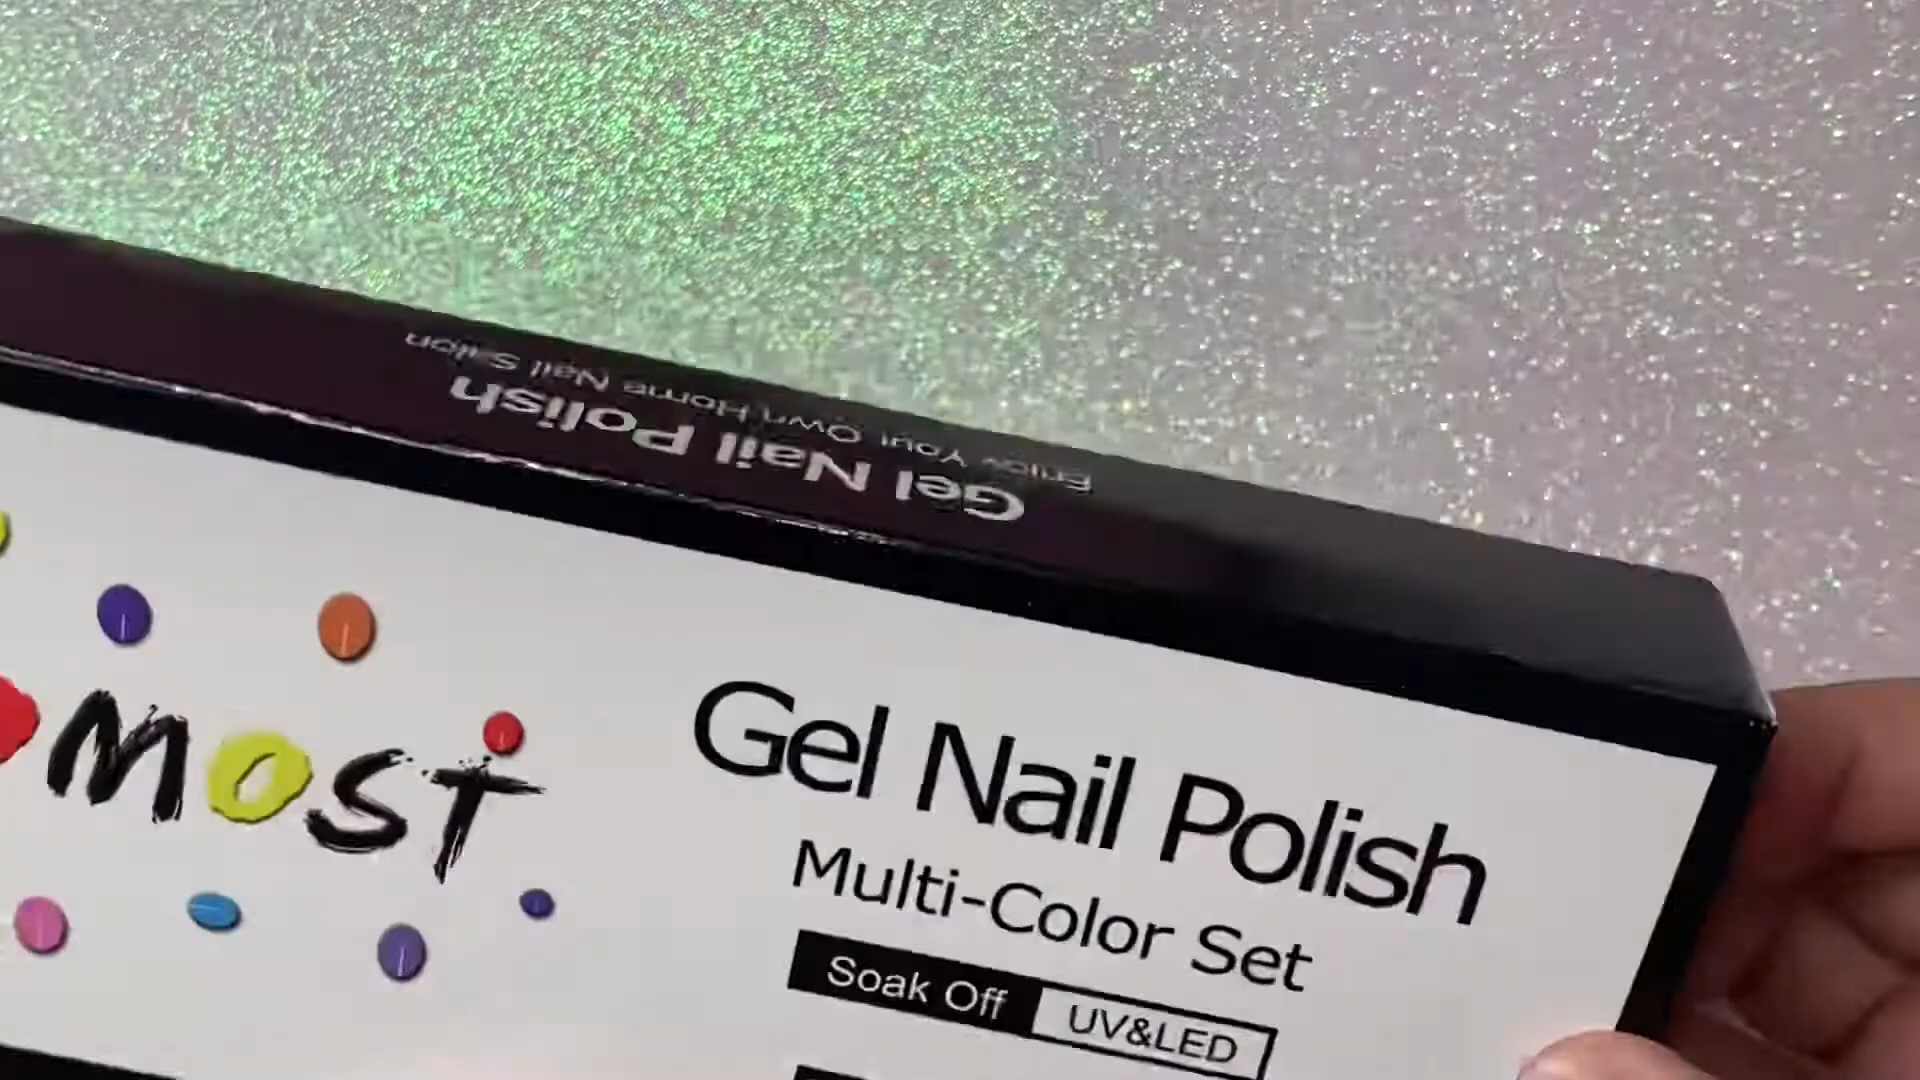 Enjoy Your Own Home Nail Salon
Gel Nail Polish
MOST
Gel Nail Polish
Multi-Color Set
Soak Off UV&LED